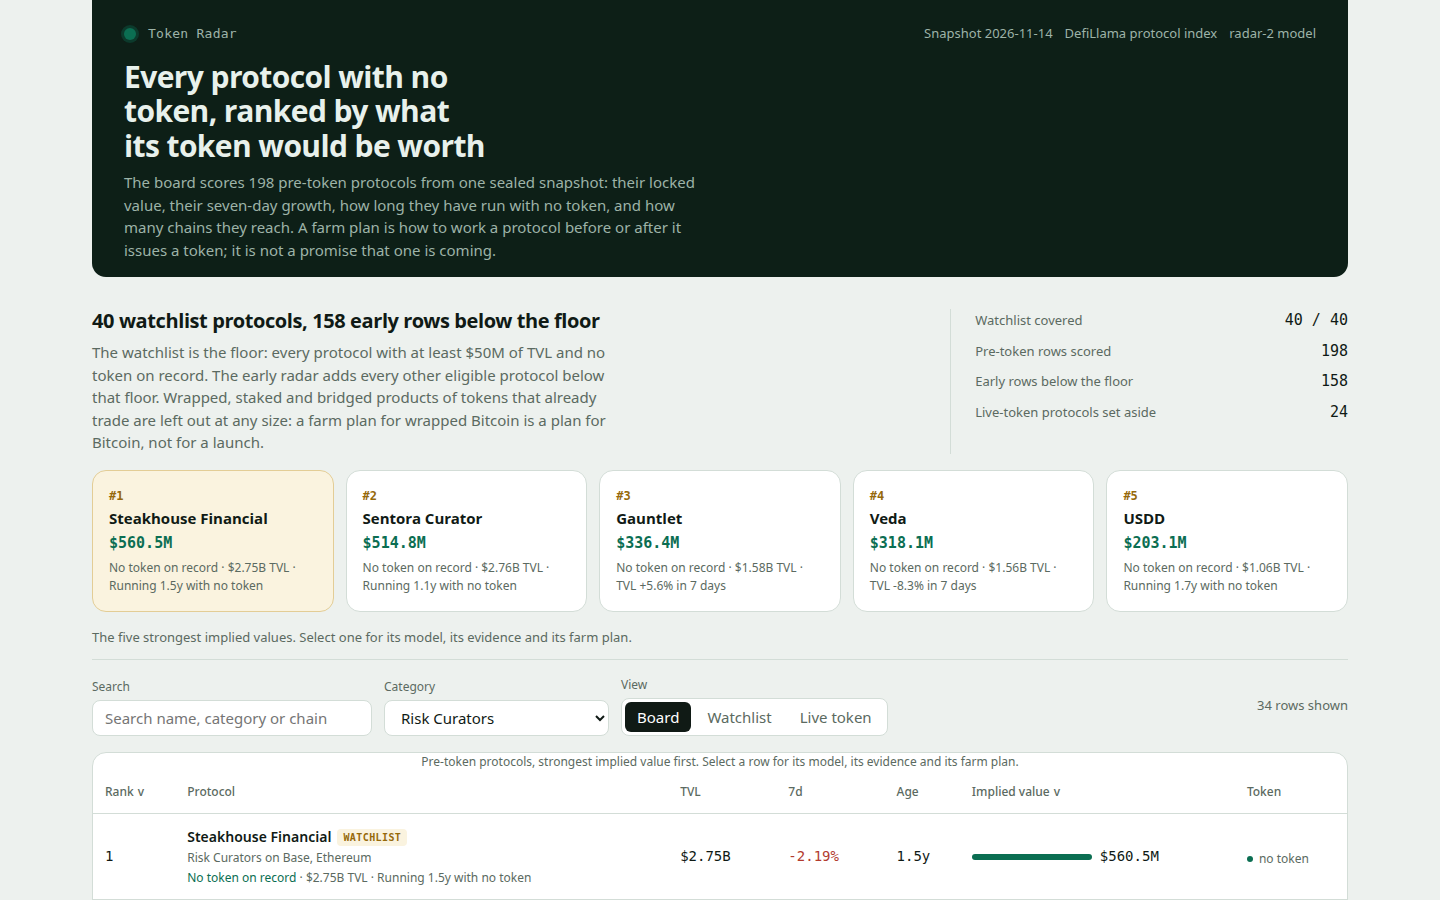 Token Radar
Snapshot 2026-11-14 DefiLlama protocol index radar-2 model
Every protocol with no
token, ranked by what
its token would be worth
The board scores 198 pre-token protocols from one sealed snapshot: their locked
value, their seven-day growth, how long they have run with no token, and how
many chains they reach. A farm plan is how to work a protocol before or after it
issues a token; it is not a promise that one is coming.
40 watchlist protocols, 158 early rows below the floor
The watchlist is the floor: every protocol with at least $50M of TVL and no
token on record. The early radar adds every other eligible protocol below
that floor. Wrapped, staked and bridged products of tokens that already
trade are left out at any size: a farm plan for wrapped Bitcoin is a plan for
Bitcoin, not for a launch.
Watchlist covered 40 / 40
Pre-token rows scored 198
Early rows below the floor 158
Live-token protocols set aside 24
#1
Steakhouse Financial
$560.5M
No token on record · $2.75B TVL ·
Running 1.5y with no token
#2
Sentora Curator
$514.8M
No token on record · $2.76B TVL ·
Running 1.1y with no token
#3
Gauntlet
$336.4M
No token on record · $1.58B TVL ·
TVL +5.6% in 7 days
#4
Veda
$318.1M
No token on record · $1.56B TVL ·
TVL -8.3% in 7 days
#5
USDD
$203.1M
No token on record · $1.06B TVL ·
Running 1.7y with no token
The five strongest implied values. Select one for its model, its evidence and its farm plan.
Search
Search name, category or chain
Category
Risk Curators
View
Board Watchlist Live token
34 rows shown
Pre-token protocols, strongest implied value first. Select a row for its model, its evidence and its farm plan.
Rank v Protocol TVL 7d Age Implied value v Token
1
Steakhouse Financial WATCHLIST
Risk Curators on Base, Ethereum
No token on record · $2.75B TVL · Running 1.5y with no token
$2.75B -2.19% 1.5y $560.5M no token